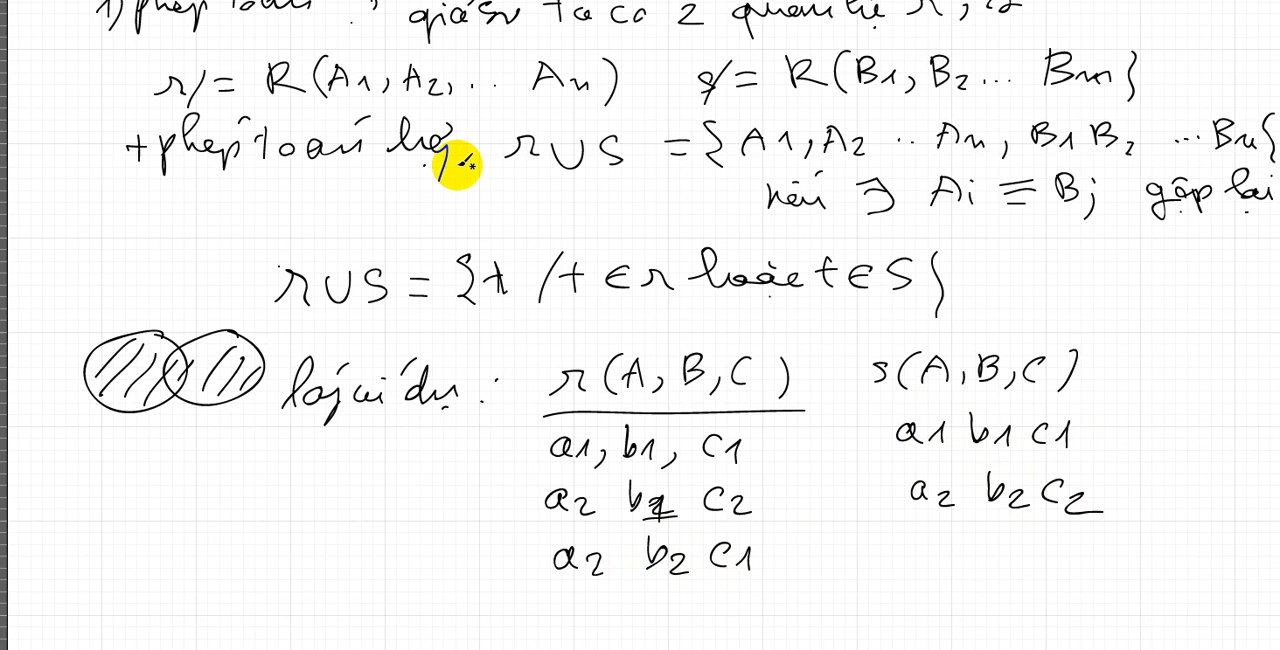 1) phép toán : giả sử ta có 2 quan hệ r, s
r/= R(A1, A2, .. An) s/= R(B1, B2 ... Bm}
+ phép toán hợp r∪s = {A1, A2 .. An, B1 B2 ... Bn{
nếu ∃ Ai ≡ Bj gộp lại
r∪s = {t / t ∈ r hoặc t ∈ S}
ví dụ : r(A, B, C) s(A, B, C)
a1, b1, c1 a1 b1 c1
a2 c2 a2 b2 c2
a2 b2 c1